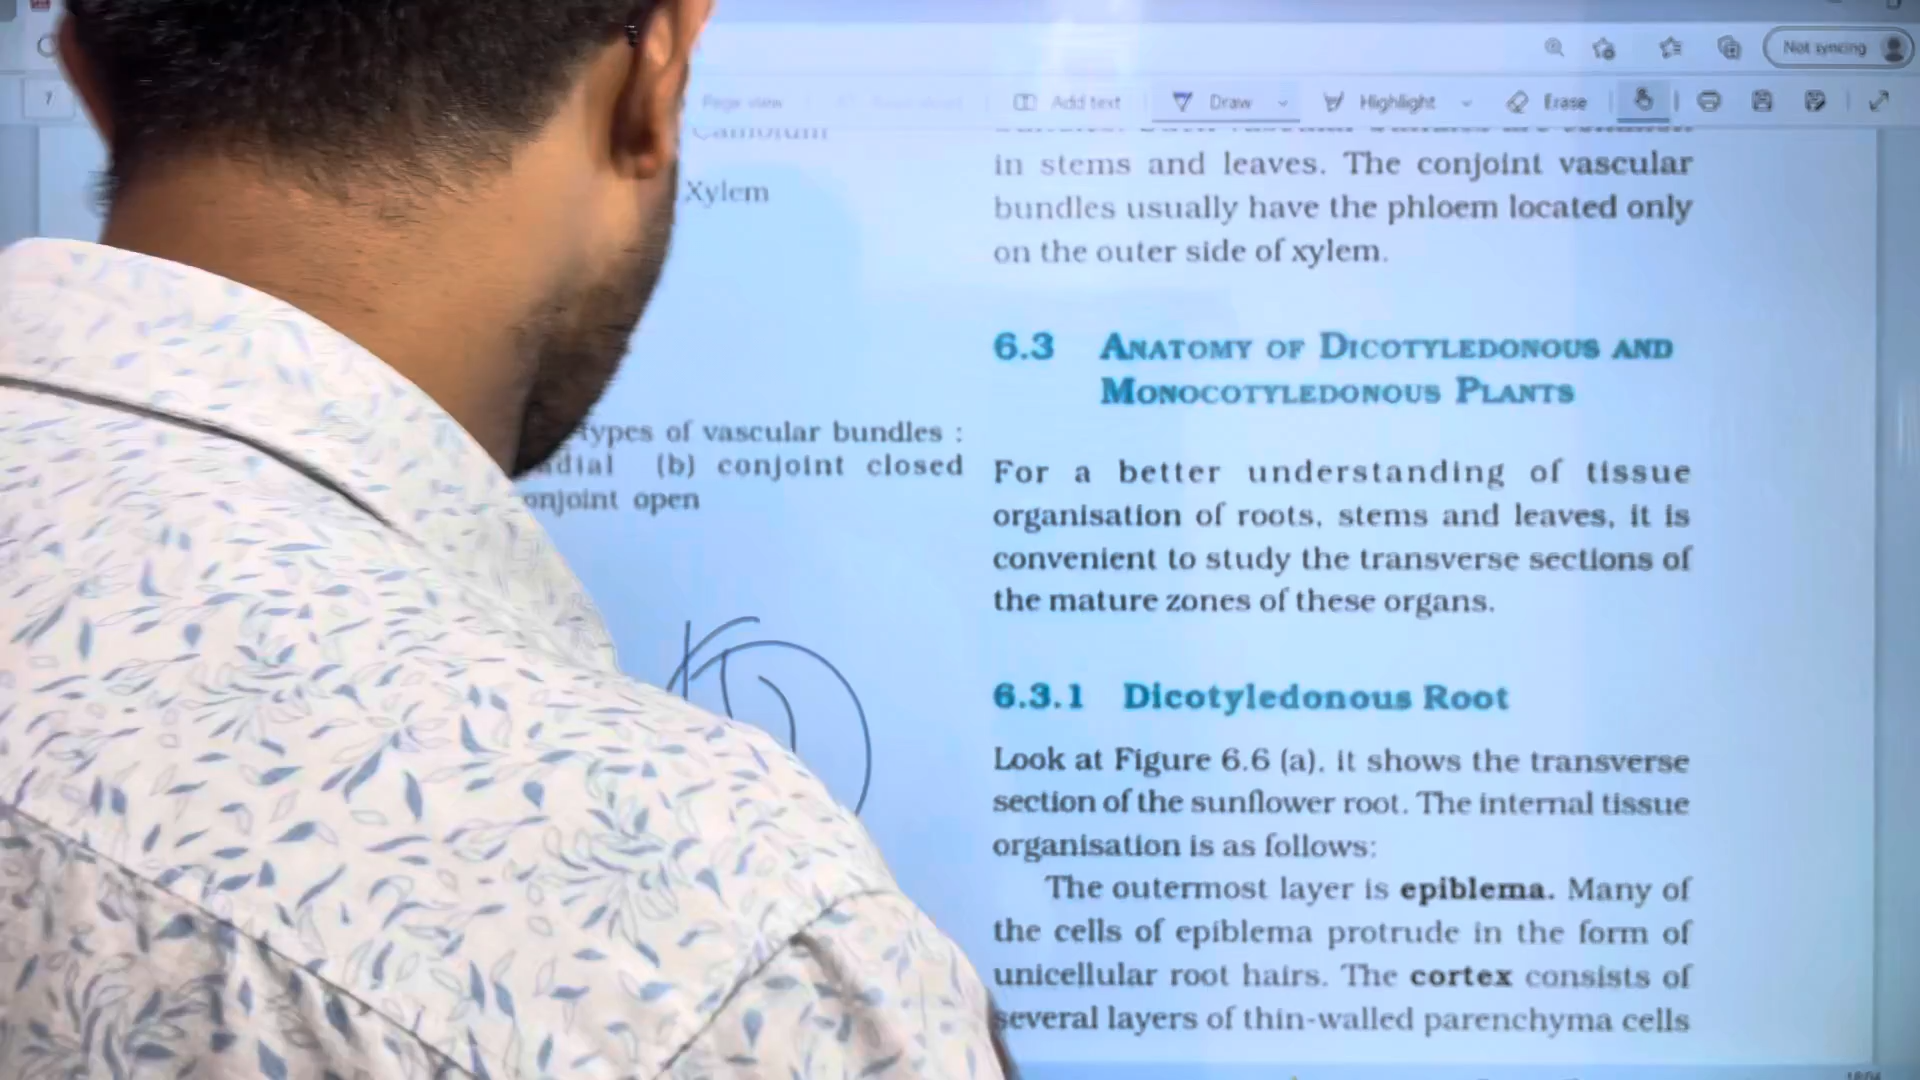 Not syncing
7
Page view
Add text
Draw
Highlight
Erase
Cambium
Xylem
in stems and leaves. The conjoint vascular
bundles usually have the phloem located only
on the outer side of xylem.
6.3 ANATOMY OF DICOTYLEDONOUS AND
MONOCOTYLEDONOUS PLANTS
types of vascular bundles :
(b) conjoint closed
onjoint open
For a better understanding of tissue
organisation of roots, stems and leaves, it is
convenient to study the transverse sections of
the mature zones of these organs.
6.3.1 Dicotyledonous Root
Look at Figure 6.6 (a), it shows the transverse
section of the sunflower root. The internal tissue
organisation is as follows:
The outermost layer is epiblema. Many of
the cells of epiblema protrude in the form of
unicellular root hairs. The cortex consists of
several layers of thin-walled parenchyma cells